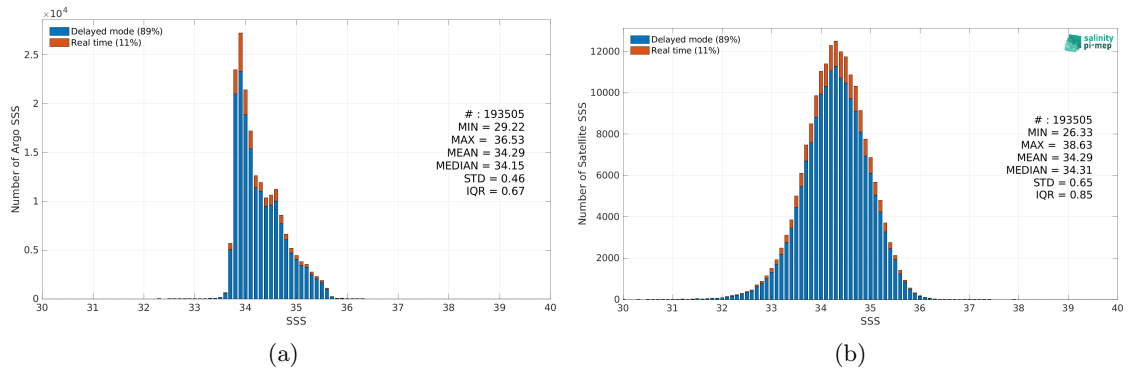 ×10⁴
Delayed mode (89%)
Real time (11%)
2.5
2
1.5
1
0.5
0
Number of Argo SSS
# : 193505
MIN = 29.22
MAX = 36.53
MEAN = 34.29
MEDIAN = 34.15
STD = 0.46
IQR = 0.67
30 31 32 33 34 35 36 37 38 39 40
SSS
(a)
Delayed mode (89%)
Real time (11%)
salinity
pi-mep
12000
10000
8000
6000
4000
2000
0
Number of Satellite SSS
# : 193505
MIN = 26.33
MAX = 38.63
MEAN = 34.29
MEDIAN = 34.31
STD = 0.65
IQR = 0.85
30 31 32 33 34 35 36 37 38 39 40
SSS
(b)